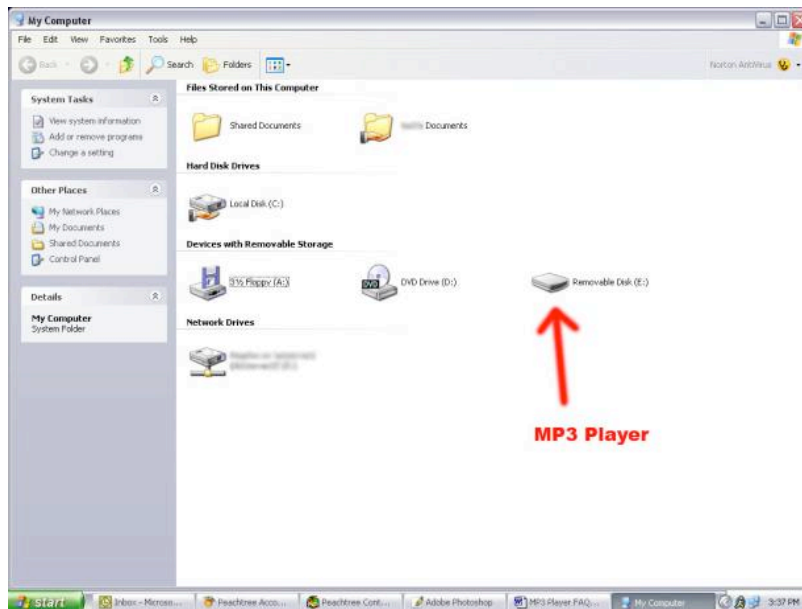 My Computer
File Edit View Favorites Tools Help
Back Search Folders Norton AntiVirus
System Tasks
View system information
Add or remove programs
Change a setting
Other Places
My Network Places
My Documents
Shared Documents
Control Panel
Details
My Computer
System Folder
Files Stored on This Computer
Shared Documents
Documents
Hard Disk Drives
Local Disk (C:)
Devices with Removable Storage
3½ Floppy (A:)
DVD Drive (D:)
Removable Disk (E:)
Network Drives
MP3 Player
start Inbox - Microso... Peachtree Acco... Peachtree Cont... Adobe Photoshop MP3 Player FAQ... My Computer 3:37 PM